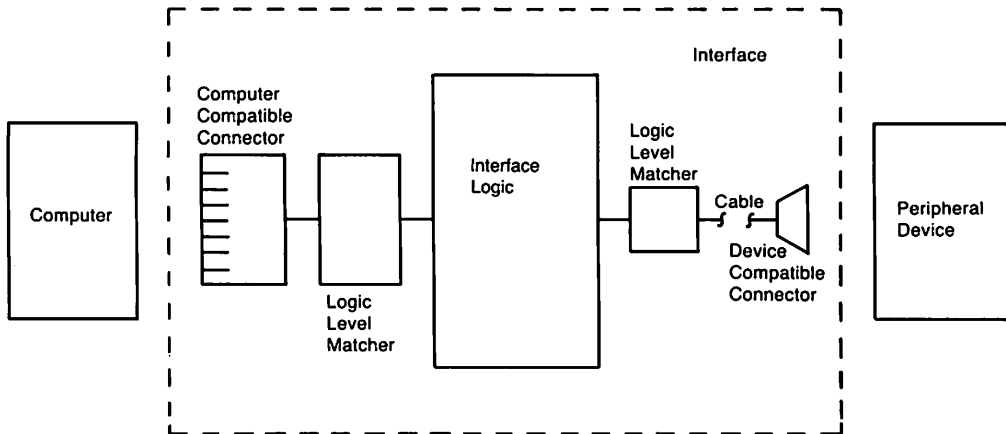 Interface
Computer
Compatible
Connector
Computer
Logic
Level
Matcher
Interface
Logic
Logic
Level
Matcher
Cable
Device
Compatible
Connector
Peripheral
Device